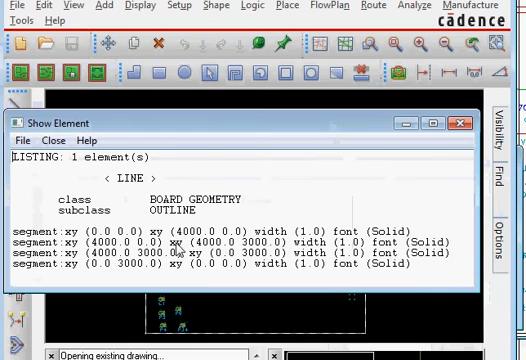 File Edit View Add Display Setup Shape Logic Place FlowPlan Route Analyze Manufacture
Tools Help
cādence
Show Element
File Close Help
LISTING: 1 element(s)
< LINE >
class BOARD GEOMETRY
subclass OUTLINE
segment:xy (0.0 0.0) xy (4000.0 0.0) width (1.0) font (Solid)
segment:xy (4000.0 0.0) xy (4000.0 3000.0) width (1.0) font (Solid)
segment:xy (4000.0 3000.0) xy (0.0 3000.0) width (1.0) font (Solid)
segment:xy (0.0 3000.0) xy (0.0 0.0) width (1.0) font (Solid)
Visibility
Find
Options
Opening existing drawing...